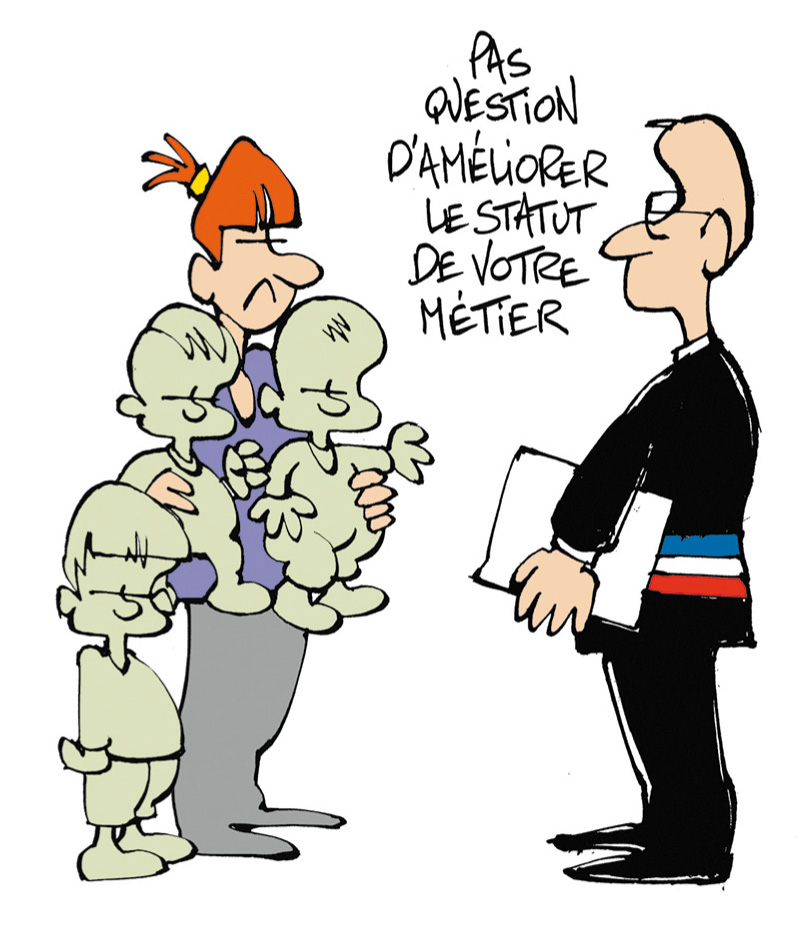 PAS
QUESTION
D'AMÉLIORER
LE STATUT
DE VOTRE
MÉTIER